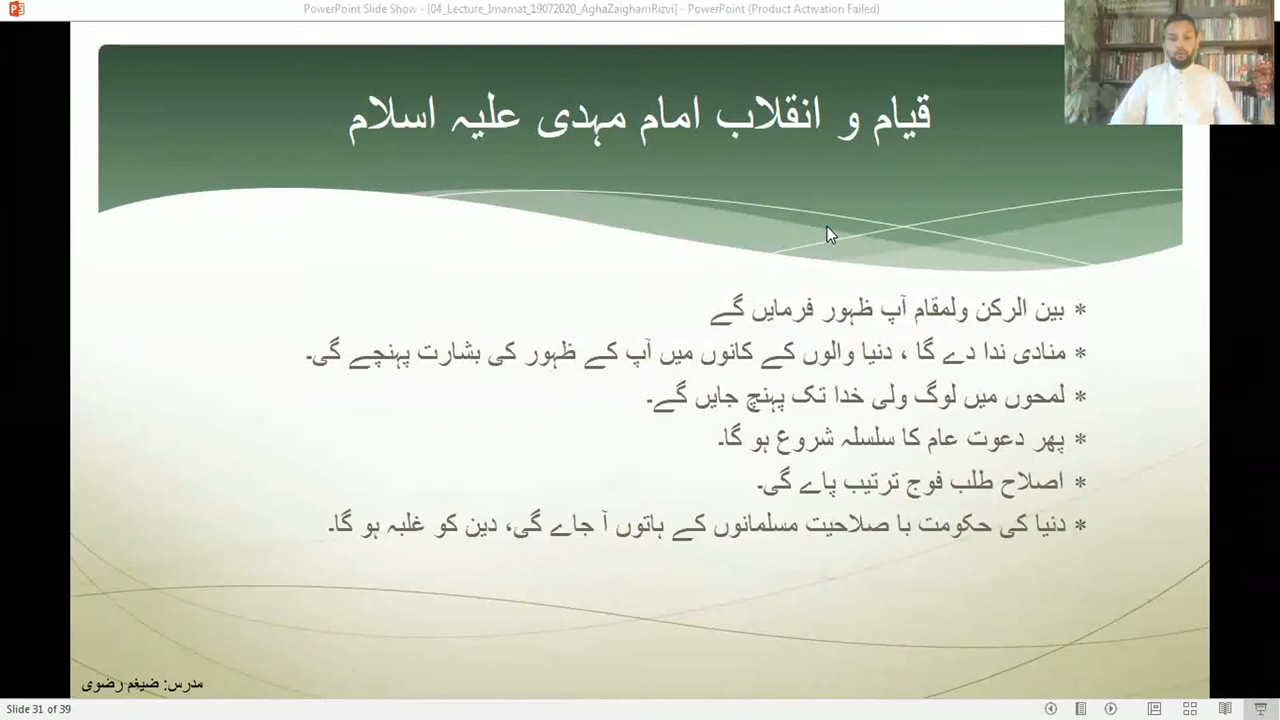 PowerPoint Slide Show - [04_Lecture_Imamat_19072020_AghaZaighamRizvi] - PowerPoint (Product Activation Failed)
قیام و انقلاب امام مہدی علیہ اسلام
* بین الرکن ولمقام آپ ظہور فرمایں گے
* منادی ندا دے گا ، دنیا والوں کے کانوں میں آپ کے ظہور کی بشارت پہنچے گی۔
* لمحوں میں لوگ ولی خدا تک پہنچ جایں گے۔
* پھر دعوت عام کا سلسلہ شروع ہو گا۔
* اصلاح طلب فوج ترتیب پاے گی۔
* دنیا کی حکومت با صلاحیت مسلمانوں کے ہاتوں آ جاے گی، دین کو غلبہ ہو گا۔
مدرس: ضیغم رضوی
Slide 31 of 39